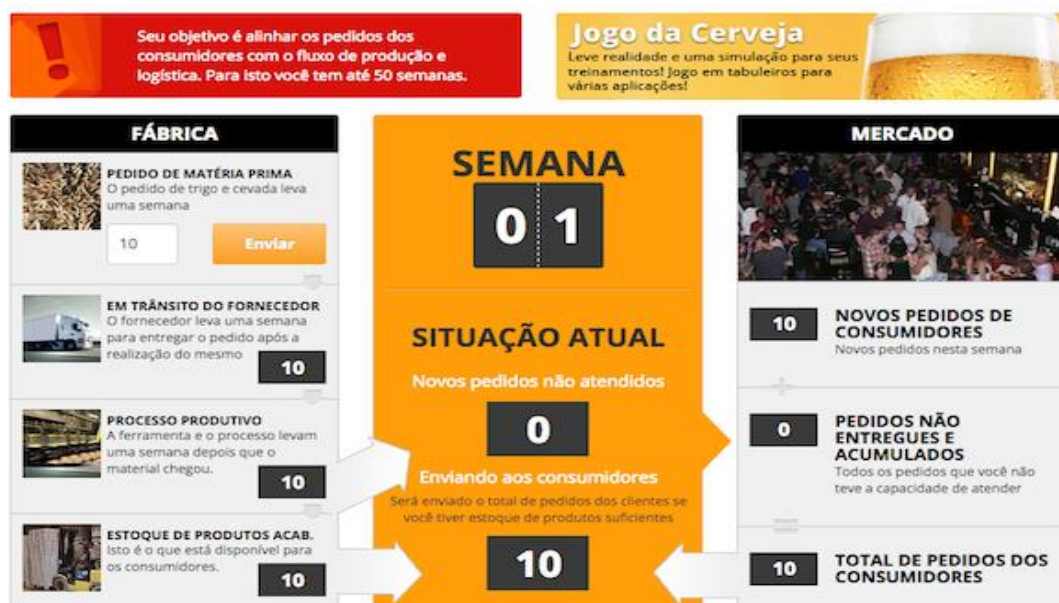 Seu objetivo é alinhar os pedidos dos
consumidores com o fluxo de produção e
logística. Para isto você tem até 50 semanas.
Jogo da Cerveja
Leve realidade e uma simulação para seus
treinamentos! Jogo em tabuleiros para
várias aplicações!
FÁBRICA
PEDIDO DE MATÉRIA PRIMA
O pedido de trigo e cevada leva
uma semana
10
Enviar
EM TRÂNSITO DO FORNECEDOR
O fornecedor leva uma semana
para entregar o pedido após a
realização do mesmo
10
PROCESSO PRODUTIVO
A ferramenta e o processo levam
uma semana depois que o
material chegou.
10
ESTOQUE DE PRODUTOS ACAB.
Isto é o que está disponível para
os consumidores.
10
SEMANA
0 1
SITUAÇÃO ATUAL
Novos pedidos não atendidos
0
Enviando aos consumidores
Será enviado o total de pedidos dos clientes se
você tiver estoque de produtos suficientes
10
MERCADO
10
NOVOS PEDIDOS DE
CONSUMIDORES
Novos pedidos nesta semana
+
0
PEDIDOS NÃO
ENTREGUES E
ACUMULADOS
Todos os pedidos que você não
teve a capacidade de atender
=
10
TOTAL DE PEDIDOS DOS
CONSUMIDORES